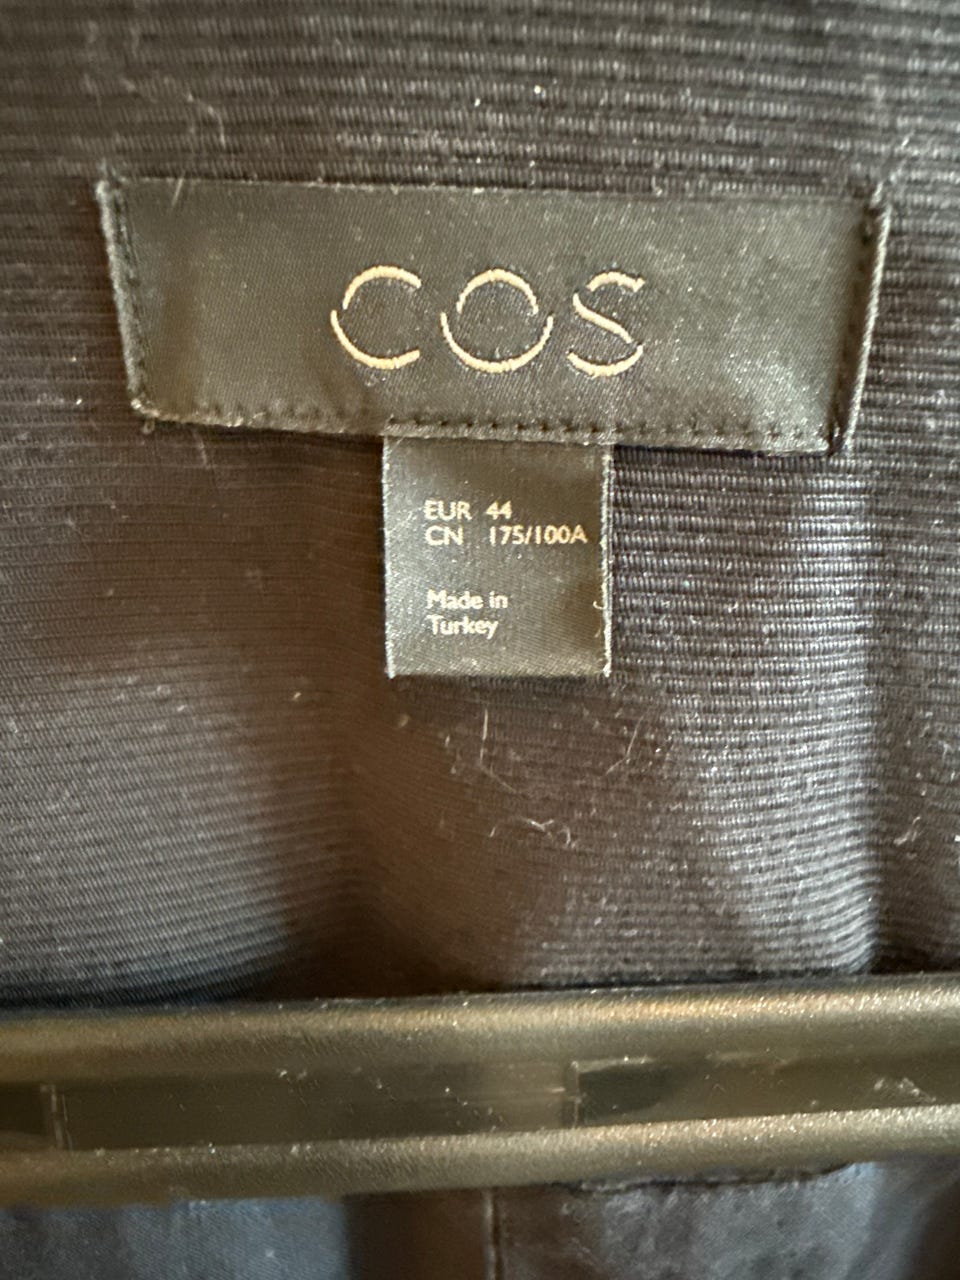 COS
EUR 44
CN 175/100A
Made in
Turkey